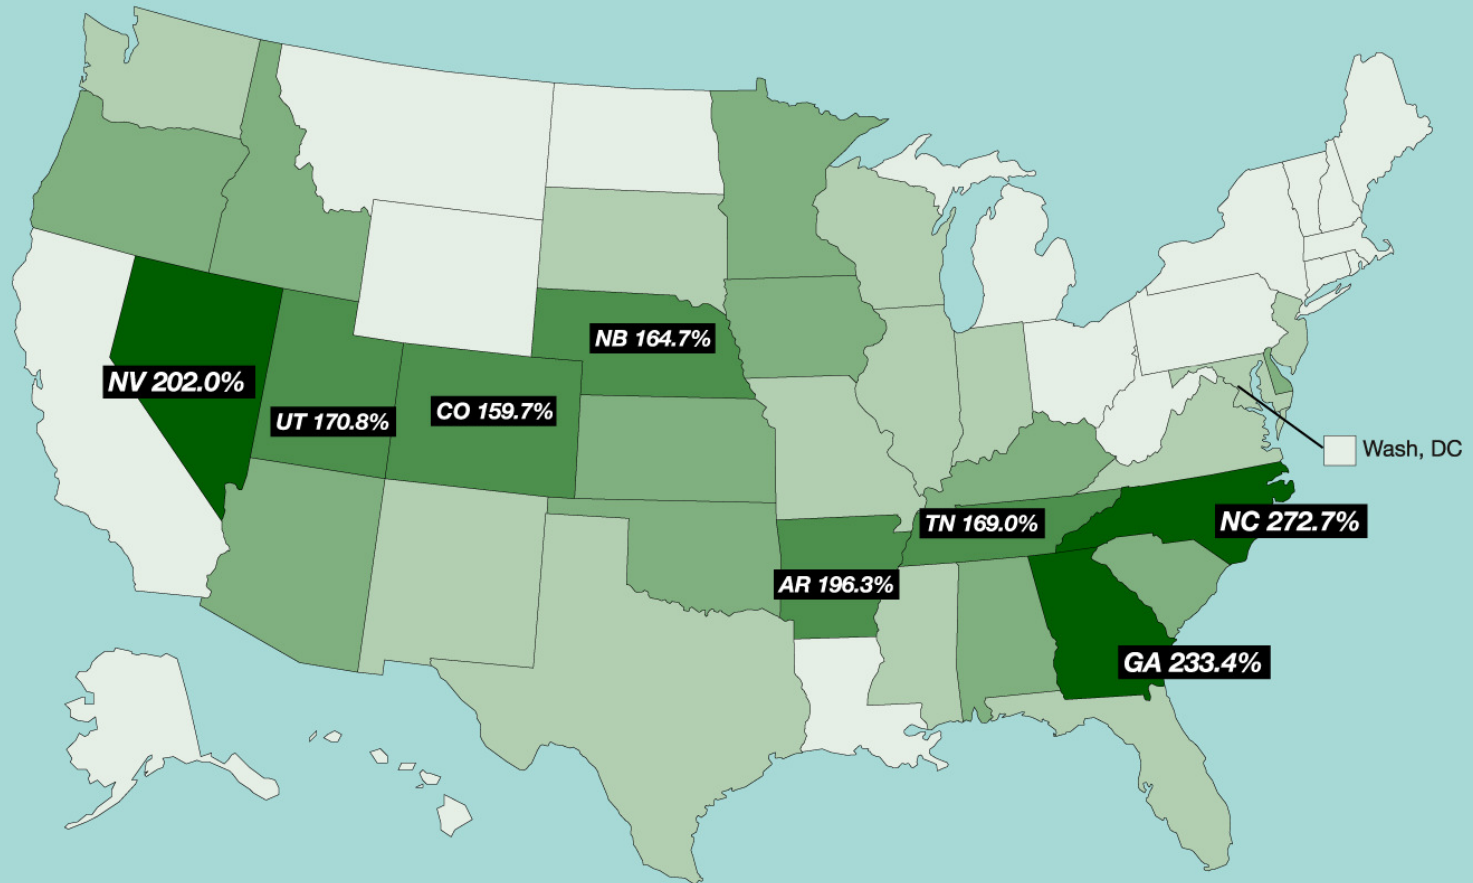 NB 164.7%
NV 202.0%
UT 170.8%
CO 159.7%
Wash, DC
TN 169.0%
NC 272.7%
AR 196.3%
GA 233.4%